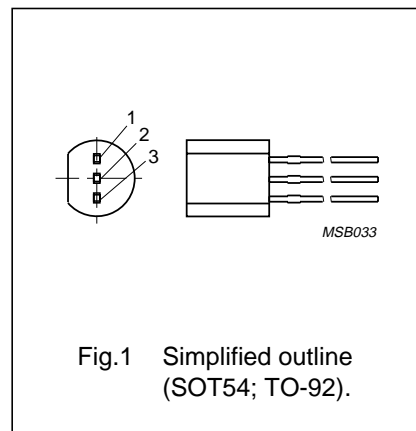 1
2
3
MSB033
Fig.1 Simplified outline
(SOT54; TO-92).